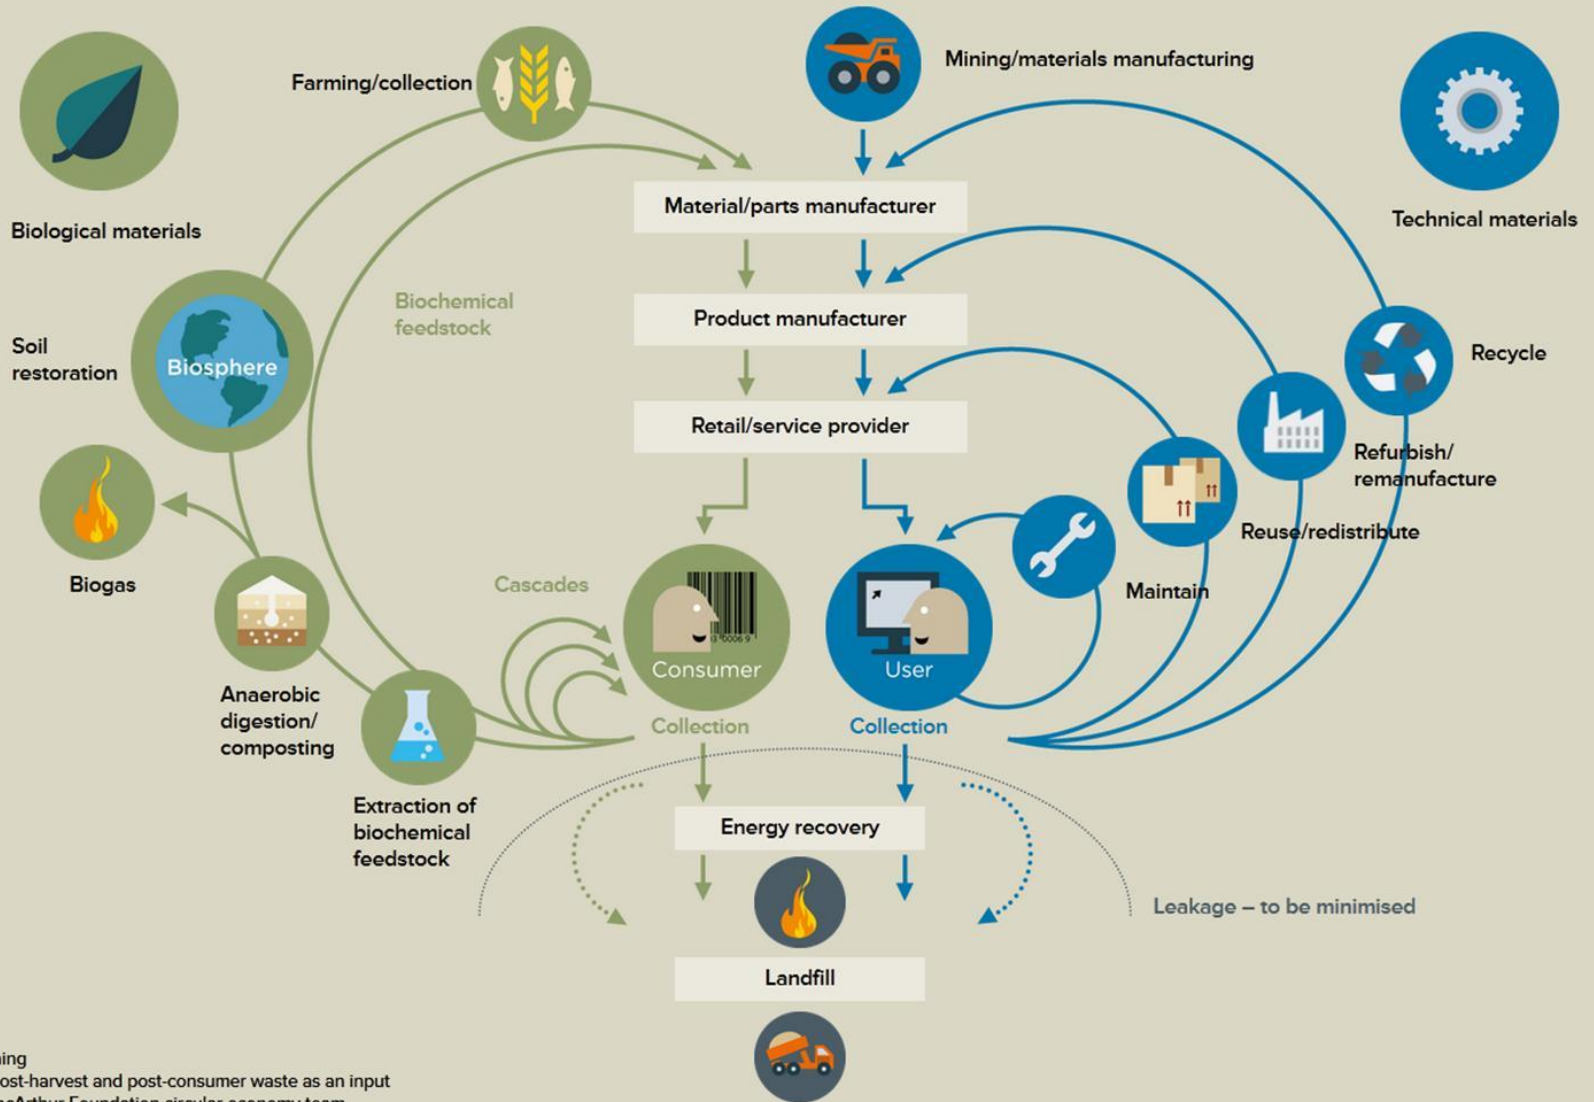 Farming/collection
Mining/materials manufacturing
Biological materials
Technical materials
Material/parts manufacturer
Biochemical
feedstock
Product manufacturer
Soil
restoration
Biosphere
Recycle
Retail/service provider
Refurbish/
remanufacture
Reuse/redistribute
Biogas
Cascades
Maintain
Consumer
User
Anaerobic
digestion/
composting
Collection
Collection
Extraction of
biochemical
feedstock
Energy recovery
Leakage – to be minimised
Landfill
post-harvest and post-consumer waste as an input